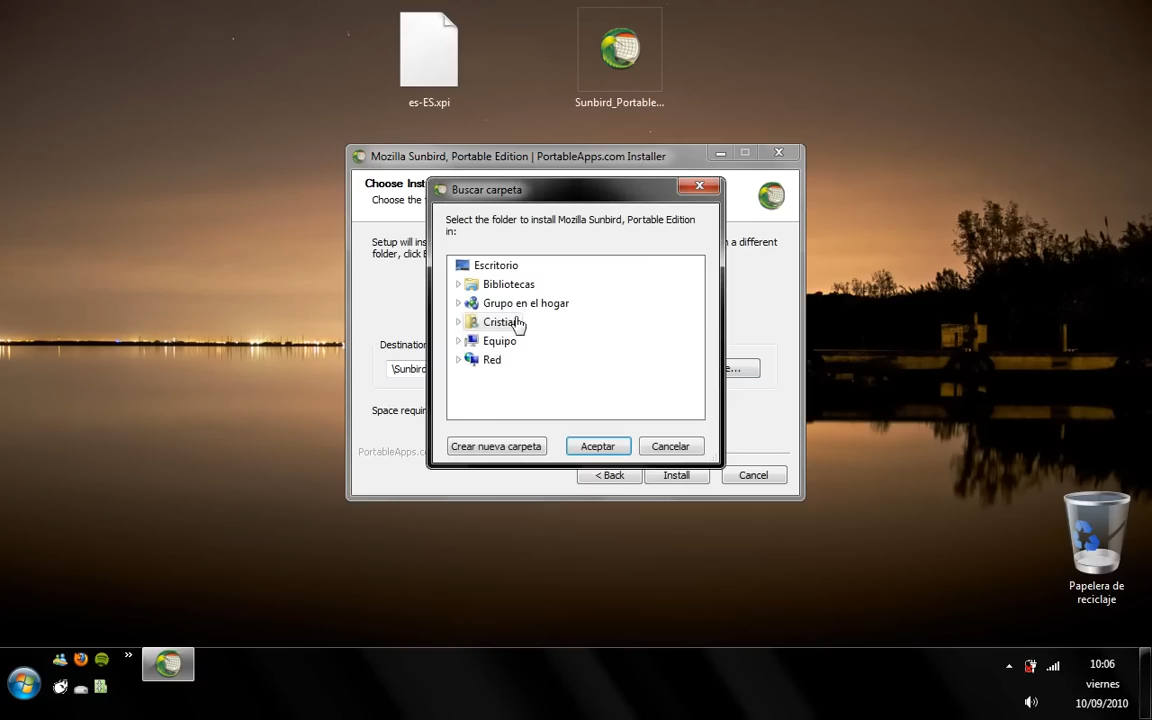 es-ES.xpi
Sunbird_Portable...
Mozilla Sunbird, Portable Edition | PortableApps.com Installer
Choose Inst
Choose the
Buscar carpeta
Select the folder to install Mozilla Sunbird, Portable Edition
in:
Setup will ins
n a different
folder, click
Escritorio
Bibliotecas
Grupo en el hogar
Equipo
Red
Destination
\Sunbir
e...
Space requir
PortableApps.c
Crear nueva carpeta
Aceptar
Cancelar
< Back
Install
Cancel
Papelera de
reciclaje
»
10:06
viernes
10/09/2010